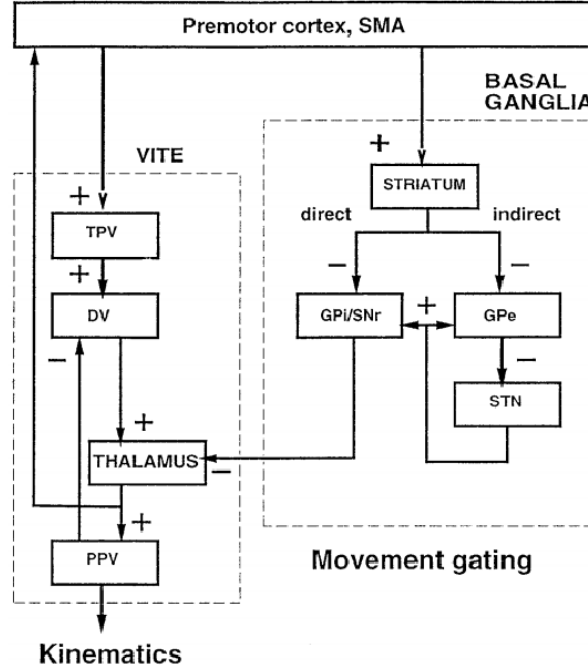 Premotor cortex, SMA
BASAL
GANGLIA
VITE
+
+
STRIATUM
TPV
direct
indirect
+
−
−
DV
GPi/SNr
+
GPe
−
−
STN
+
THALAMUS
−
+
PPV
Movement gating
Kinematics